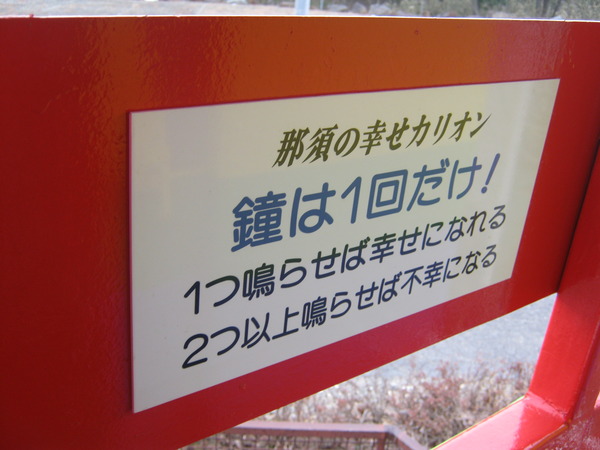 那須の幸せカリオン
鐘は1回だけ!
1つ鳴らせば幸せになれる
2つ以上鳴らせば不幸になる